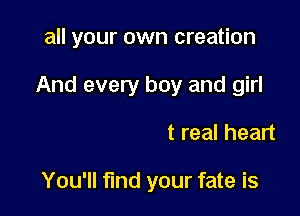 all your own creation
And every boy and girl
t real heart
You'll find your fate is